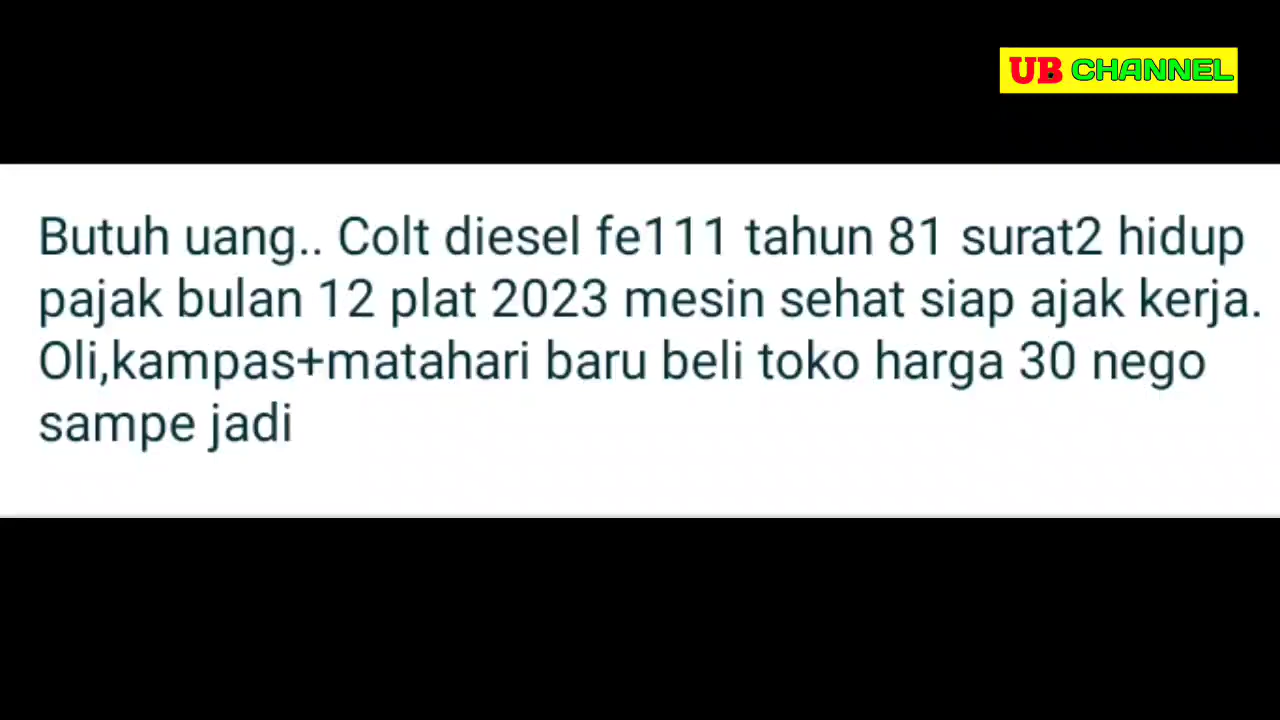 UB CHANNEL
Butuh uang.. Colt diesel fe111 tahun 81 surat2 hidup
pajak bulan 12 plat 2023 mesin sehat siap ajak kerja.
Oli,kampas+matahari baru beli toko harga 30 nego
sampe jadi